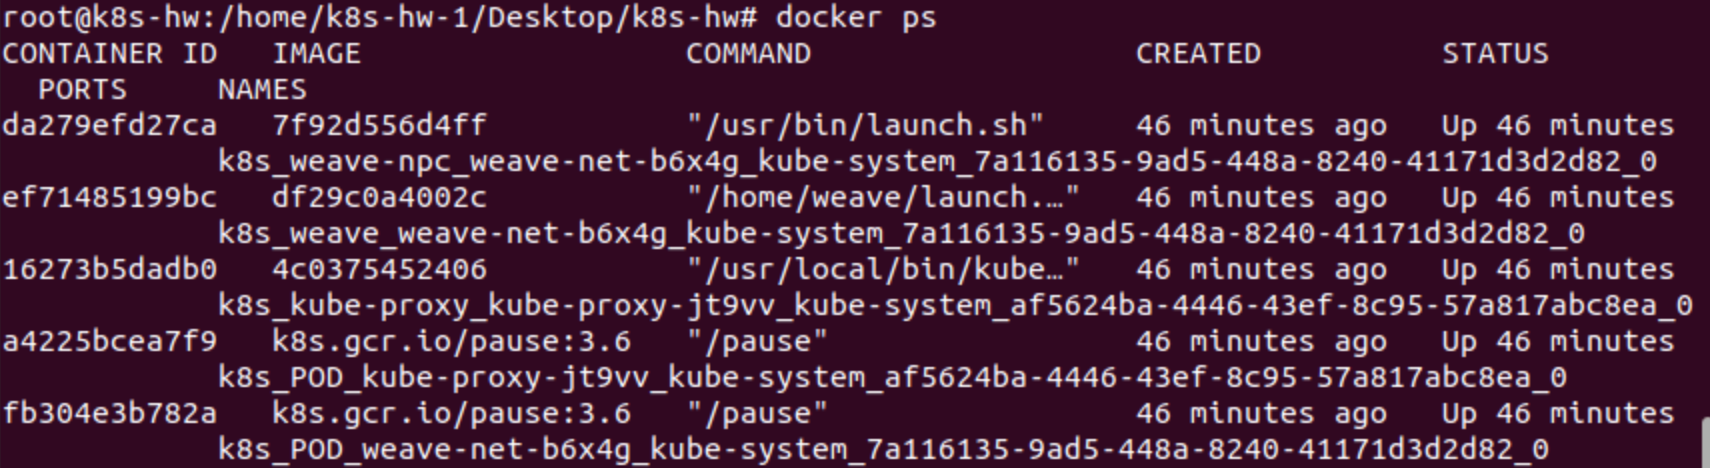 root@k8s-hw:/home/k8s-hw-1/Desktop/k8s-hw# docker ps
CONTAINER ID   IMAGE                  COMMAND                  CREATED          STATUS
  PORTS     NAMES
da279efd27ca   7f92d556d4ff           "/usr/bin/launch.sh"     46 minutes ago   Up 46 minutes
            k8s_weave-npc_weave-net-b6x4g_kube-system_7a116135-9ad5-448a-8240-41171d3d2d82_0
ef71485199bc   df29c0a4002c           "/home/weave/launch.…"   46 minutes ago   Up 46 minutes
            k8s_weave_weave-net-b6x4g_kube-system_7a116135-9ad5-448a-8240-41171d3d2d82_0
16273b5dadb0   4c0375452406           "/usr/local/bin/kube…"   46 minutes ago   Up 46 minutes
            k8s_kube-proxy_kube-proxy-jt9vv_kube-system_af5624ba-4446-43ef-8c95-57a817abc8ea_0
a4225bcea7f9   k8s.gcr.io/pause:3.6   "/pause"                 46 minutes ago   Up 46 minutes
            k8s_POD_kube-proxy-jt9vv_kube-system_af5624ba-4446-43ef-8c95-57a817abc8ea_0
fb304e3b782a   k8s.gcr.io/pause:3.6   "/pause"                 46 minutes ago   Up 46 minutes
            k8s_POD_weave-net-b6x4g_kube-system_7a116135-9ad5-448a-8240-41171d3d2d82_0